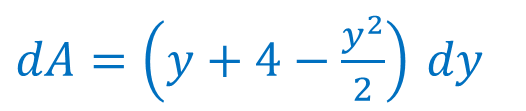 dA = (y + 4 − y²/2) dy